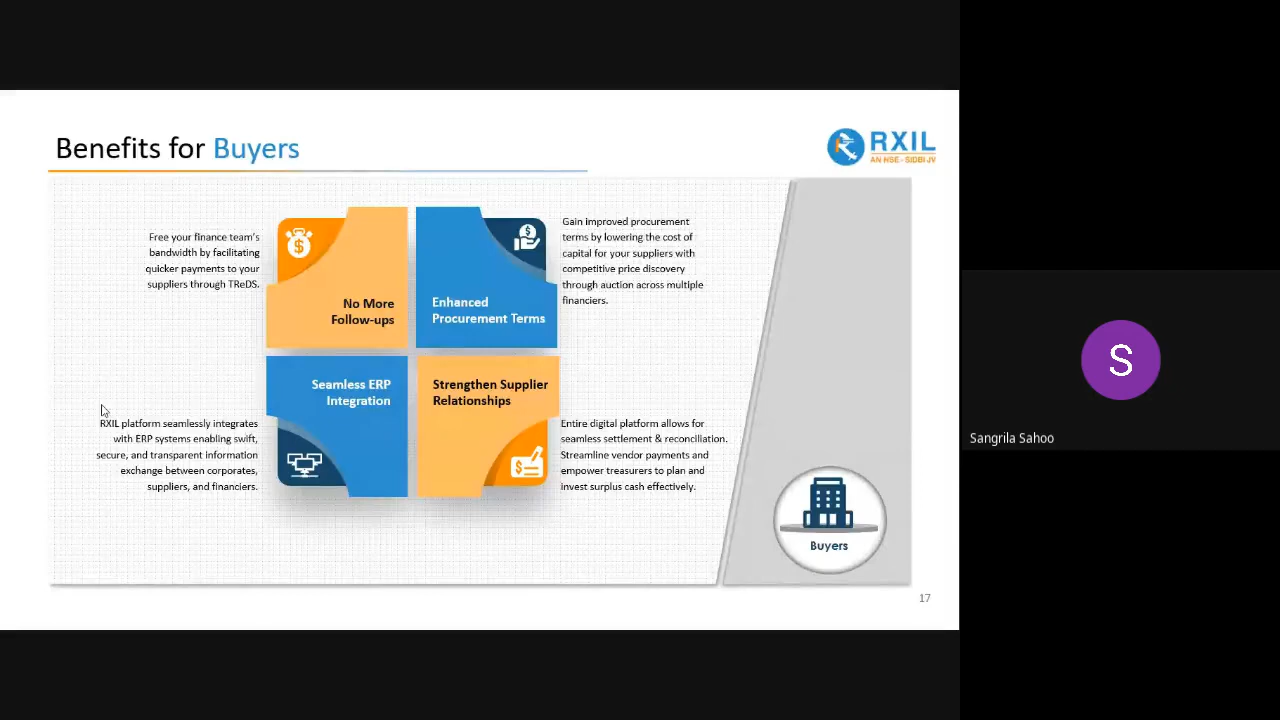 Benefits for Buyers
RXIL
AN NSE - SIDBI JV
Free your finance team's
bandwidth by facilitating
quicker payments to your
suppliers through TReDS.
No More
Follow-ups
Enhanced
Procurement Terms
Gain improved procurement
terms by lowering the cost of
capital for your suppliers with
competitive price discovery
through auction across multiple
financiers.
Seamless ERP
Integration
RXIL platform seamlessly integrates
with ERP systems enabling swift,
secure, and transparent information
exchange between corporates,
suppliers, and financiers.
Strengthen Supplier
Relationships
Entire digital platform allows for
seamless settlement & reconciliation.
Streamline vendor payments and
empower treasurers to plan and
invest surplus cash effectively.
Buyers
17
S
Sangrila Sahoo